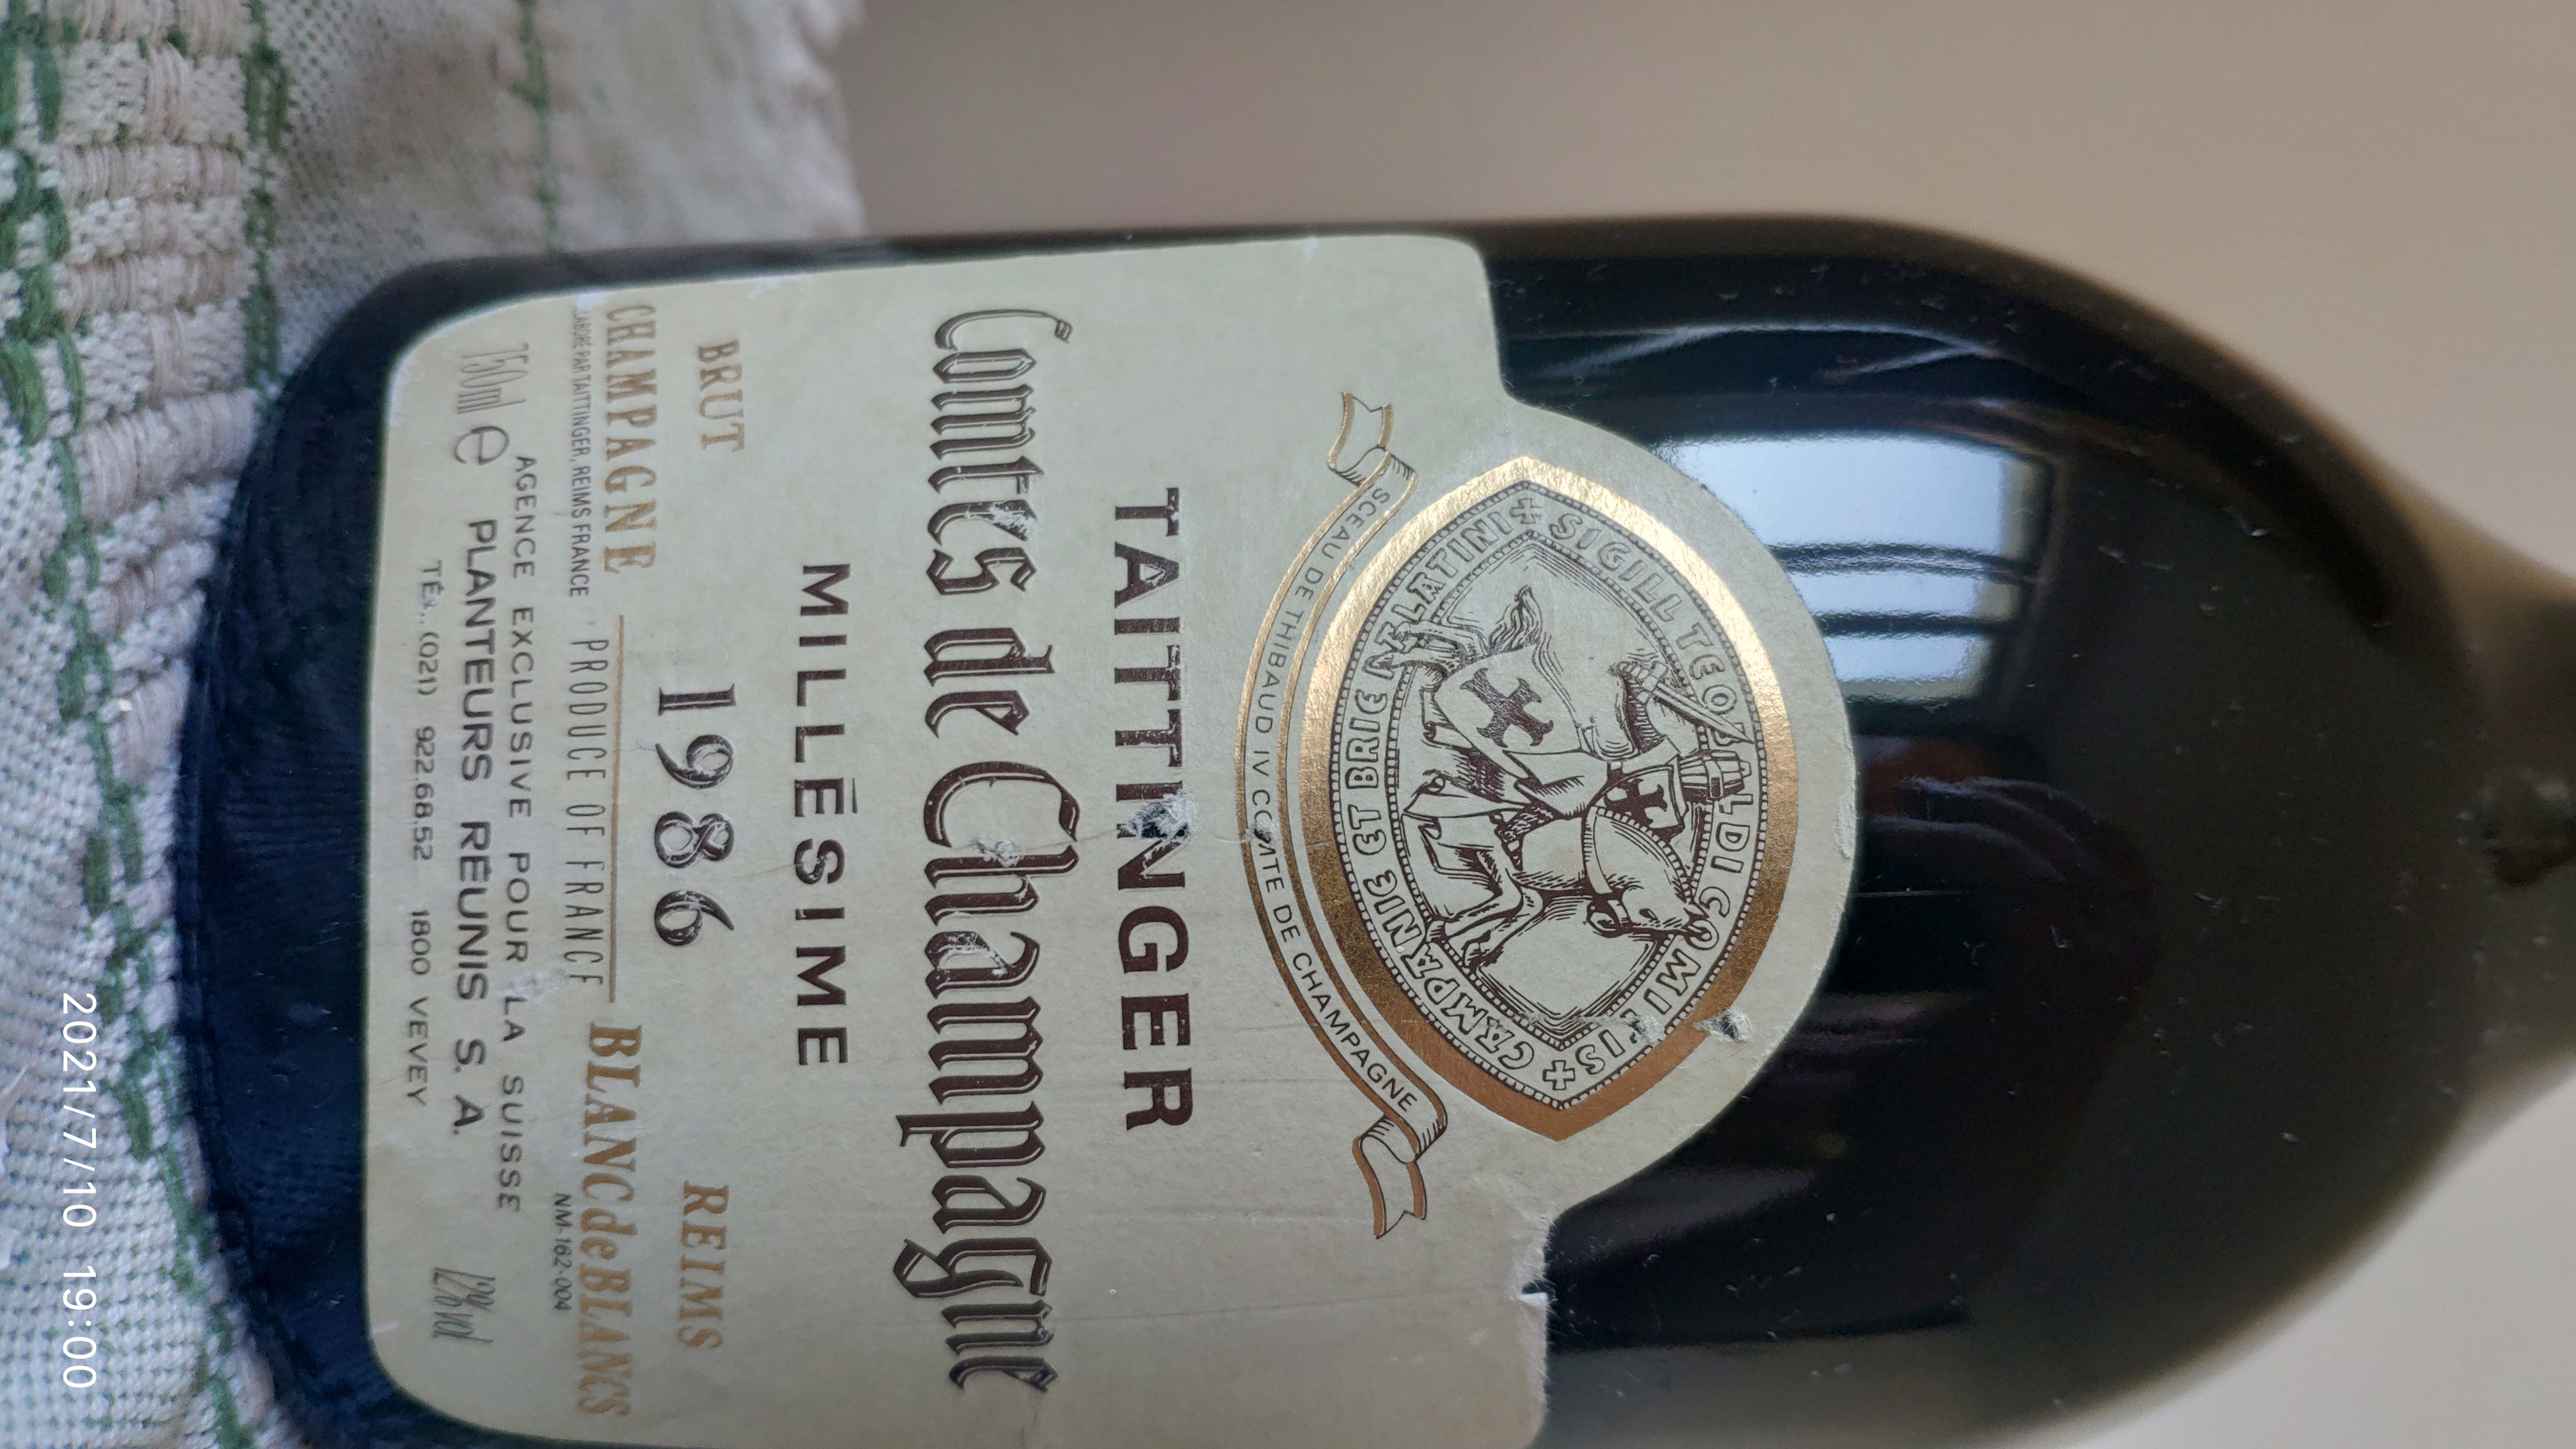 SIGILL TEOBALDI COMITIS
CAMPANIE ET BRIE PALATINI
SCEAU DE THIBAUD IV COMTE DE CHAMPAGNE
TAITTINGER
Comtes de Champagne
MILLÉSIME
BRUT 1986 REIMS
CHAMPAGNE BLANC de BLANCS
ÉLABORÉ PAR TAITTINGER, REIMS FRANCE PRODUCE OF FRANCE NM-162-004
AGENCE EXCLUSIVE POUR LA SUISSE
750ml e PLANTEURS RÉUNIS S. A. 12%vol
TÉL. (021) 922.68.52 1800 VEVEY
2021/7/10 19:00